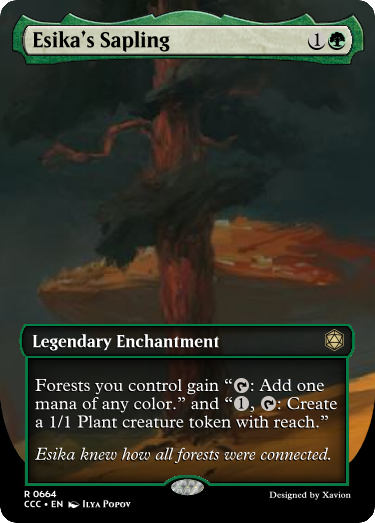 Esika's Sapling 1
Legendary Enchantment
Forests you control gain “: Add one
mana of any color.” and “1, : Create
a 1/1 Plant creature token with reach.”
Esika knew how all forests were connected.
R 0664
CCC • EN Ilya Popov
Designed by Xavion